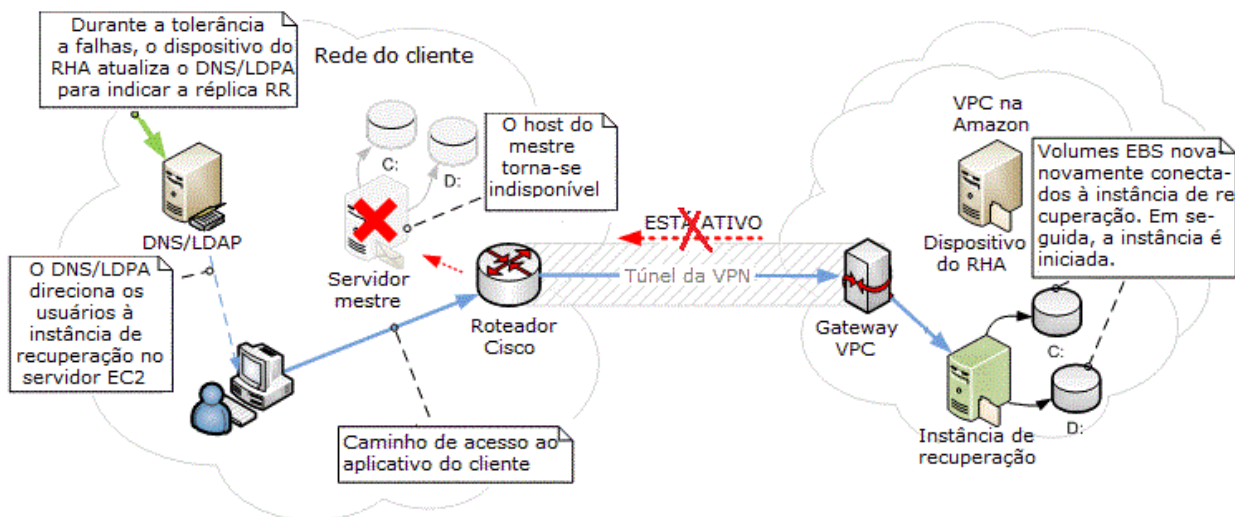 Durante a tolerância
a falhas, o dispositivo do
RHA atualiza o DNS/LDPA
para indicar a réplica RR
Rede do cliente
C:
D:
O host do
mestre
torna-se
indisponível
VPC na
Amazon
Volumes EBS nova-
novamente conecta-
dos à instância de re
cuperação. Em se-
guida, a instância é
iniciada.
DNS/LDAP
Servidor
mestre
ESTÁ ATIVO
Túnel da VPN
Dispositivo
do RHA
O DNS/LDPA
direciona os
usuários à
instância de
recuperação no
servidor EC2
Roteador
Cisco
Gateway
VPC
C:
D:
Caminho de acesso ao
aplicativo do cliente
Instância de
recuperação